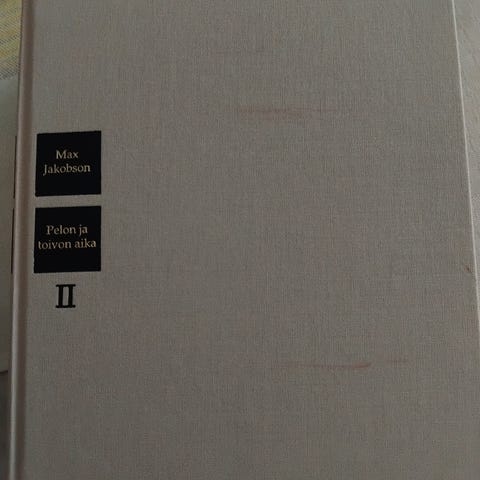 Max
Jakobson
Pelon ja
toivon aika
II